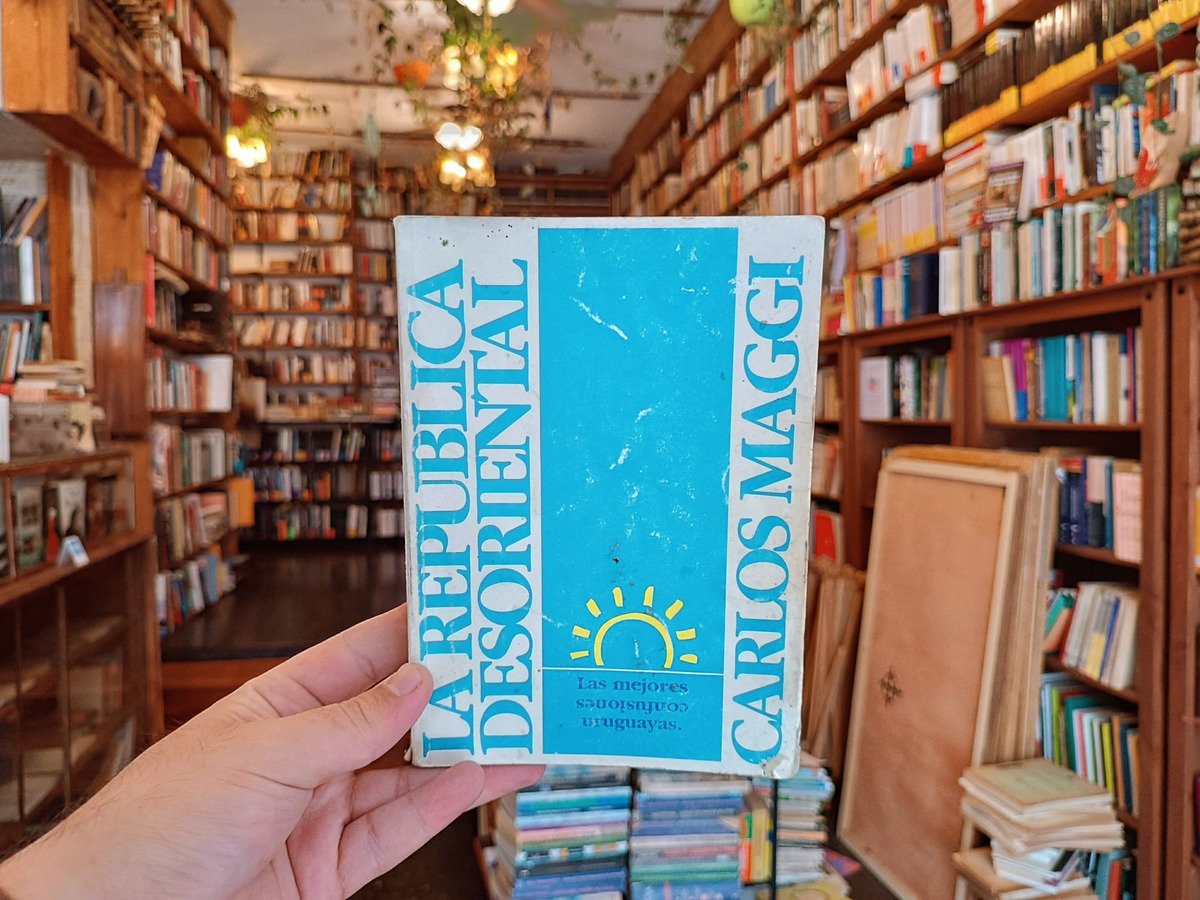 LA REPUBLICA
DESORIENTAL
Las mejores
confusiones
uruguayas.
CARLOS MAGGI